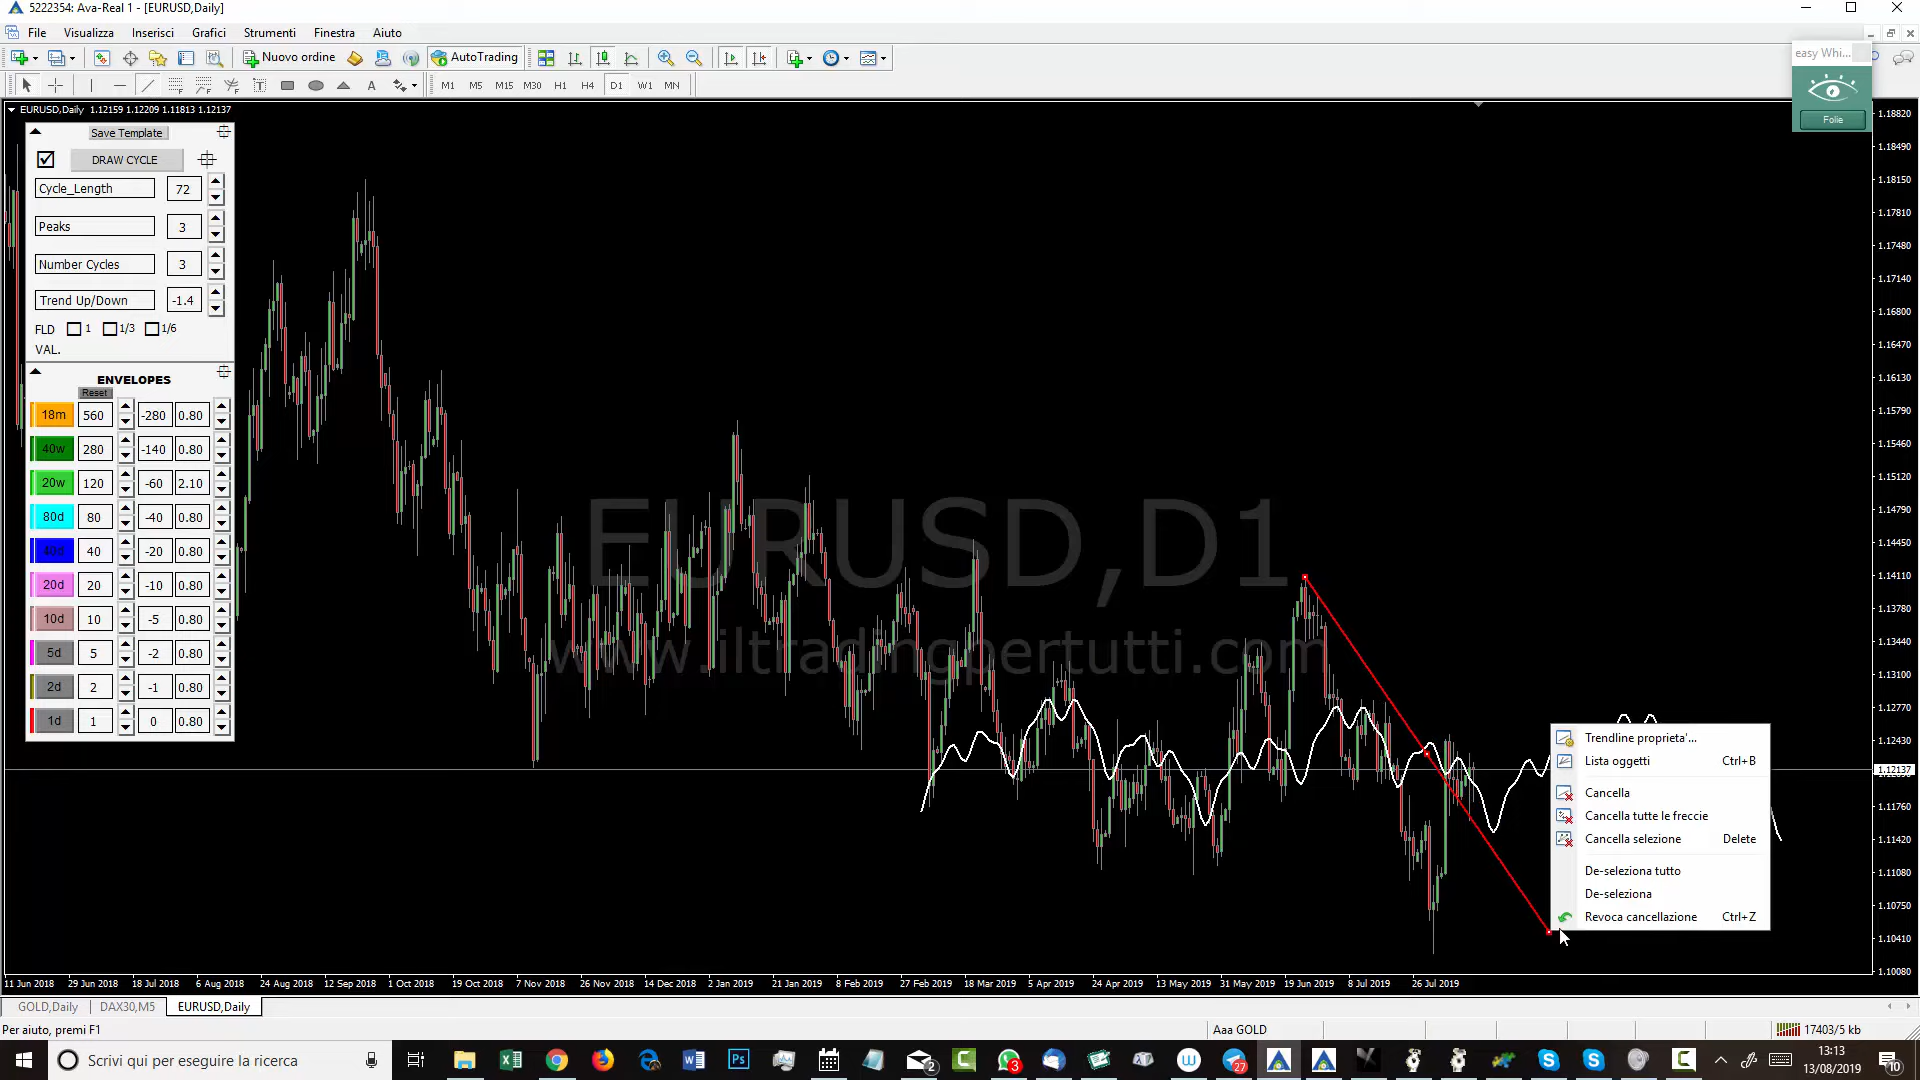 5222354: Ava-Real 1 - [EURUSD,Daily]
File Visualizza Inserisci Grafici Strumenti Finestra Aiuto
easy Whi...
Nuovo ordine AutoTrading
A M1 M5 M15 M30 H1 H4 D1 W1 MN
Folie
EURUSD,Daily 1.12159 1.12209 1.11813 1.12137
Save Template
DRAW CYCLE
Cycle_Length 72
Peaks 3
Number Cycles 3
Trend Up/Down -1.4
FLD 1 1/3 1/6
VAL.
ENVELOPES
Reset
18m 560 -280 0.80
40w 280 -140 0.80
20w 120 -60 2.10
80d 80 -40 0.80
40d 40 -20 0.80
20d 20 -10 0.80
10d 10 -5 0.80
5d 5 -2 0.80
2d 2 -1 0.80
1d 1 0 0.80
EURUSD,D1
www.iltradingpertutti.com
Trendline proprieta'...
Lista oggetti Ctrl+B
Cancella
Cancella tutte le freccie
Cancella selezione Delete
De-seleziona tutto
De-seleziona
Revoca cancellazione Ctrl+Z
1.18820
1.18490
1.18150
1.17810
1.17480
1.17140
1.16800
1.16470
1.16130
1.15790
1.15460
1.15120
1.14790
1.14450
1.14111
1.13778
1.13440
1.13100
1.12770
1.12430
1.12137
1.11760
1.11420
1.11080
1.10750
1.10410
1.10080
11 Jun 2018 29 Jun 2018 18 Jul 2018 6 Aug 2018 24 Aug 2018 12 Sep 2018 1 Oct 2018 19 Oct 2018 7 Nov 2018 26 Nov 2018 14 Dec 2018 2 Jan 2019 21 Jan 2019 8 Feb 2019 27 Feb 2019 18 Mar 2019 5 Apr 2019 24 Apr 2019 13 May 2019 31 May 2019 19 Jun 2019 8 Jul 2019 26 Jul 2019
GOLD,Daily DAX30,M5 EURUSD,Daily
Per aiuto, premi F1 Aaa GOLD 17403/5 kb
Scrivi qui per eseguire la ricerca
2
3
27
13:13
13/08/2019
10